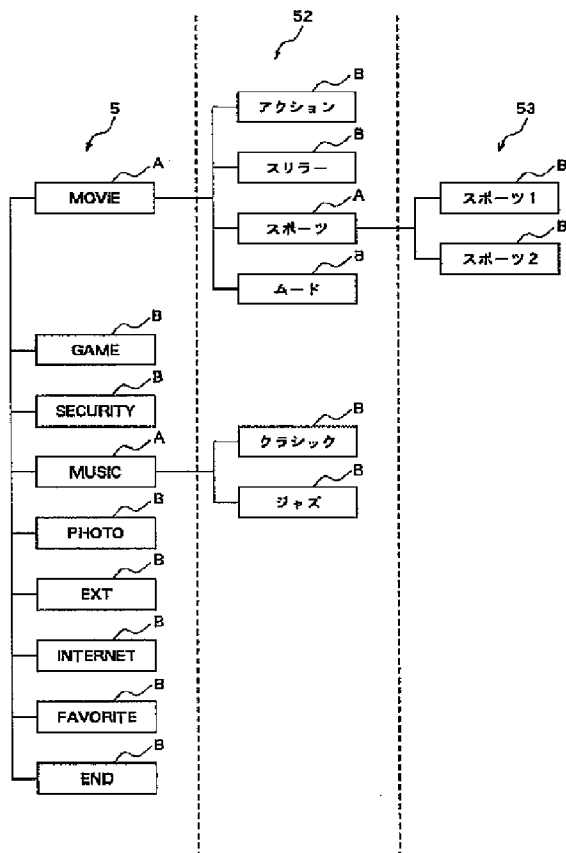 52
B
アクション
5
B
53
A
スリラー
B
MOVIE
A
スポーツ1
スポーツ
B
B
スポーツ2
ムード
B
GAME
B
SECURITY
B
A
クラシック
MUSIC
B
B
ジャズ
PHOTO
B
EXT
B
INTERNET
B
FAVORITE
B
END